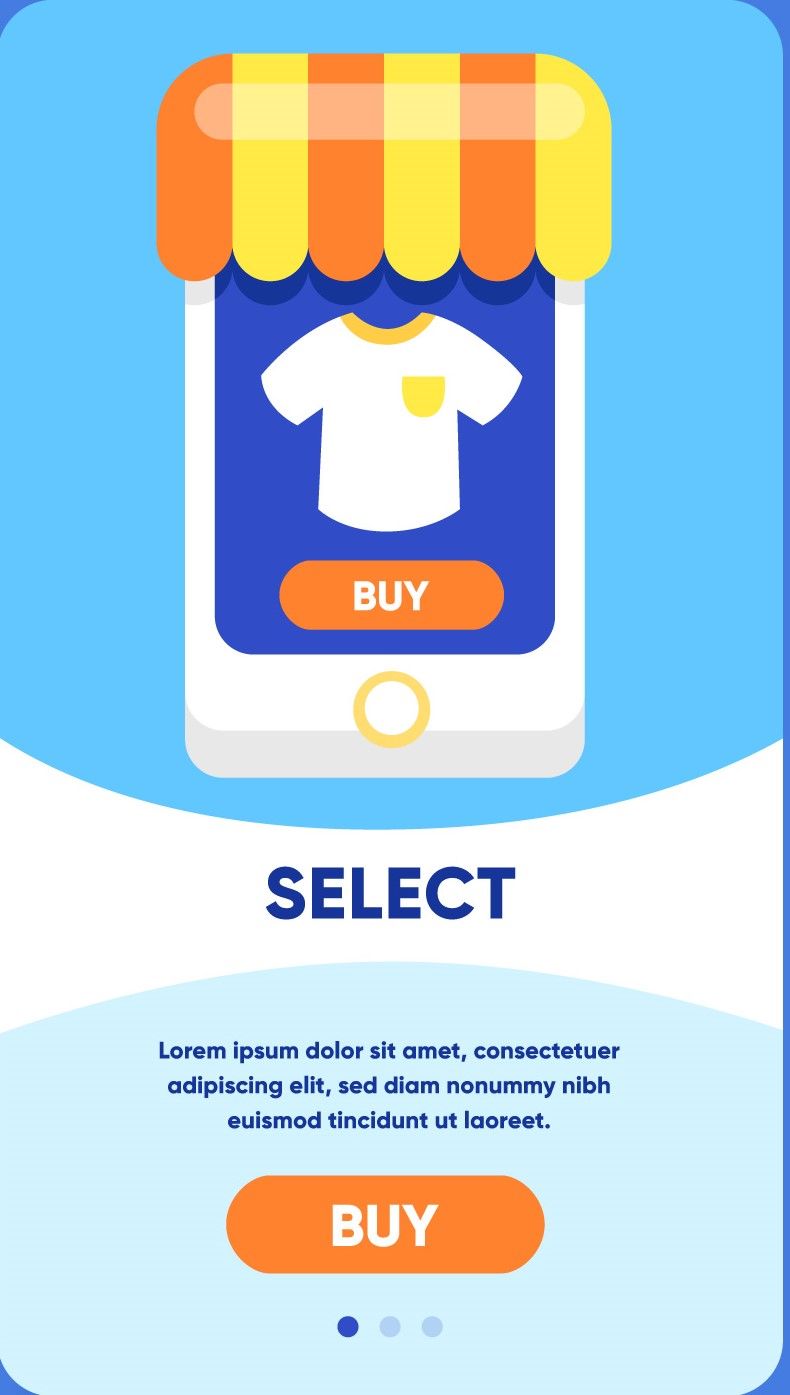 BUY
SELECT
Lorem ipsum dolor sit amet, consectetuer
adipiscing elit, sed diam nonummy nibh
euismod tincidunt ut laoreet.
BUY